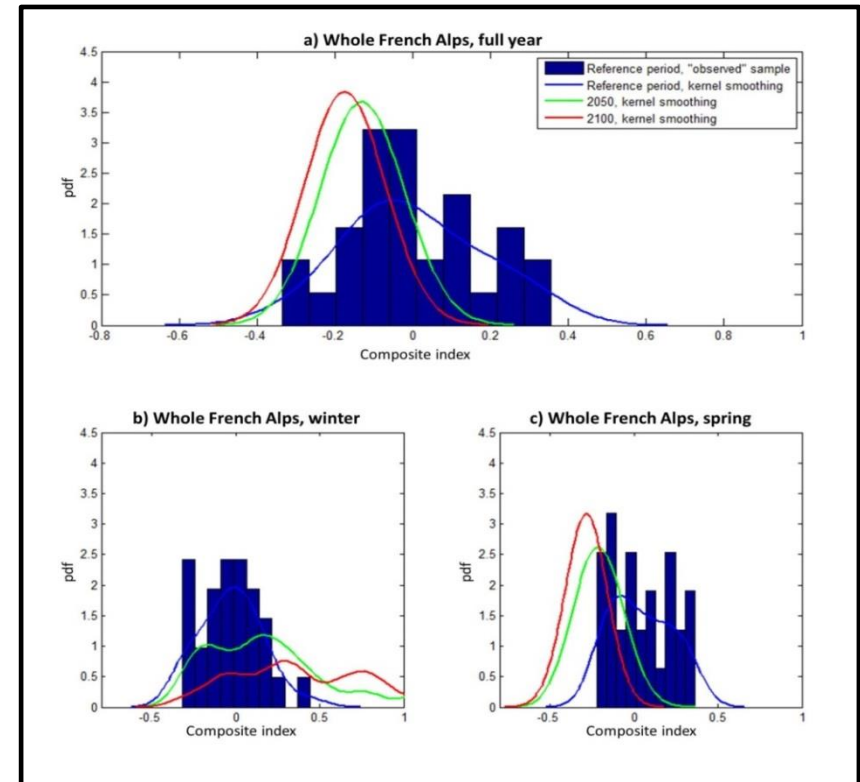 a) Whole French Alps, full year
4.5
4
3.5
3
2.5
2
1.5
1
0.5
0
pdf
Reference period, "observed" sample
Reference period, kernel smoothing
2050, kernel smoothing
2100, kernel smoothing
-0.8 -0.6 -0.4 -0.2 0 0.2 0.4 0.6 0.8 1
Composite index
b) Whole French Alps, winter
4.5
4
3.5
3
2.5
2
1.5
1
0.5
0
pdf
-0.5 0 0.5 1
Composite index
c) Whole French Alps, spring
4.5
4
3.5
3
2.5
2
1.5
1
0.5
0
pdf
-0.5 0 0.5 1
Composite index